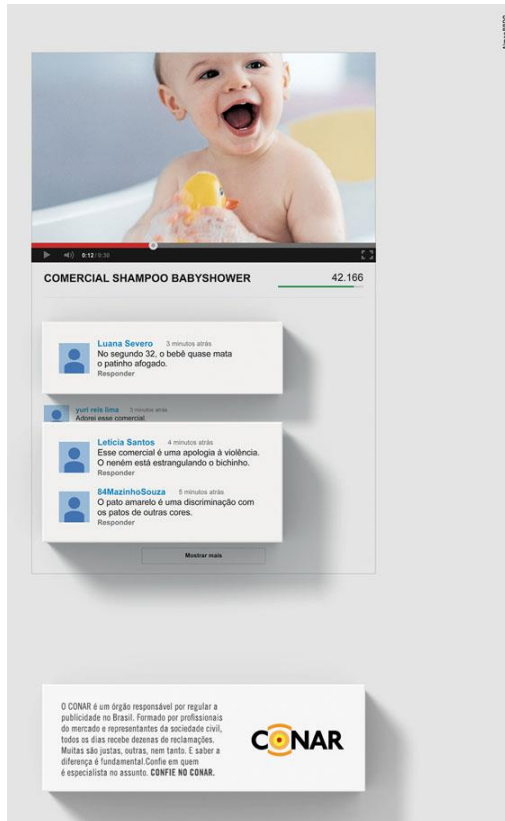 0:12 / 0:30
COMERCIAL SHAMPOO BABYSHOWER
42.166
Luana Severo 3 minutos atrás
No segundo 32, o bebê quase mata
o patinho afogado.
Responder
yuri reis lima 3 minutos atrás
Adorei esse comercial.
Letícia Santos 4 minutos atrás
Esse comercial é uma apologia à violência.
O neném está estrangulando o bichinho.
Responder
84MazinhoSouza 5 minutos atrás
O pato amarelo é uma discriminação com
os patos de outras cores.
Responder
Mostrar mais
O CONAR é um órgão responsável por regular a
publicidade no Brasil. Formado por profissionais
do mercado e representantes da sociedade civil,
todos os dias recebe dezenas de reclamações.
Muitas são justas, outras, nem tanto. E saber a
diferença é fundamental.Confie em quem
é especialista no assunto. CONFIE NO CONAR.
CONAR